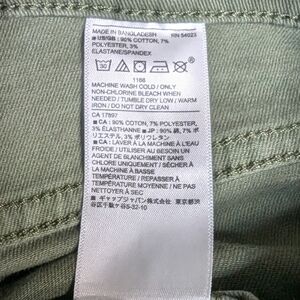 MADE IN BANGLADESH RN 54023
■ US/GB : 90% COTTON, 7%
POLYESTER, 3%
ELASTANE/SPANDEX
30
1166
MACHINE WASH COLD / ONLY
NON-CHLORINE BLEACH WHEN
NEEDED / TUMBLE DRY LOW / WARM
IRON / DO NOT DRY CLEAN
CA 17897
■ CA : 90% COTON, 7% POLYESTER,
3% ÉLASTHANNE ■ JP : 90% 綿, 7% ポ
リエステル, 3% ポリウレタン
■ CA : LAVER À LA MACHINE À L'EAU
FROIDE / UTILISER AU BESOIN UN
AGENT DE BLANCHIMENT SANS
CHLORE UNIQUEMENT / SÉCHER À
LA MACHINE À BASSE
TEMPÉRATURE / REPASSER À
TEMPÉRATURE MOYENNE / NE PAS
NETTOYER À SEC
■ ギャップジャパン(株) 東京都渋
谷区千駄ヶ谷5-32-10